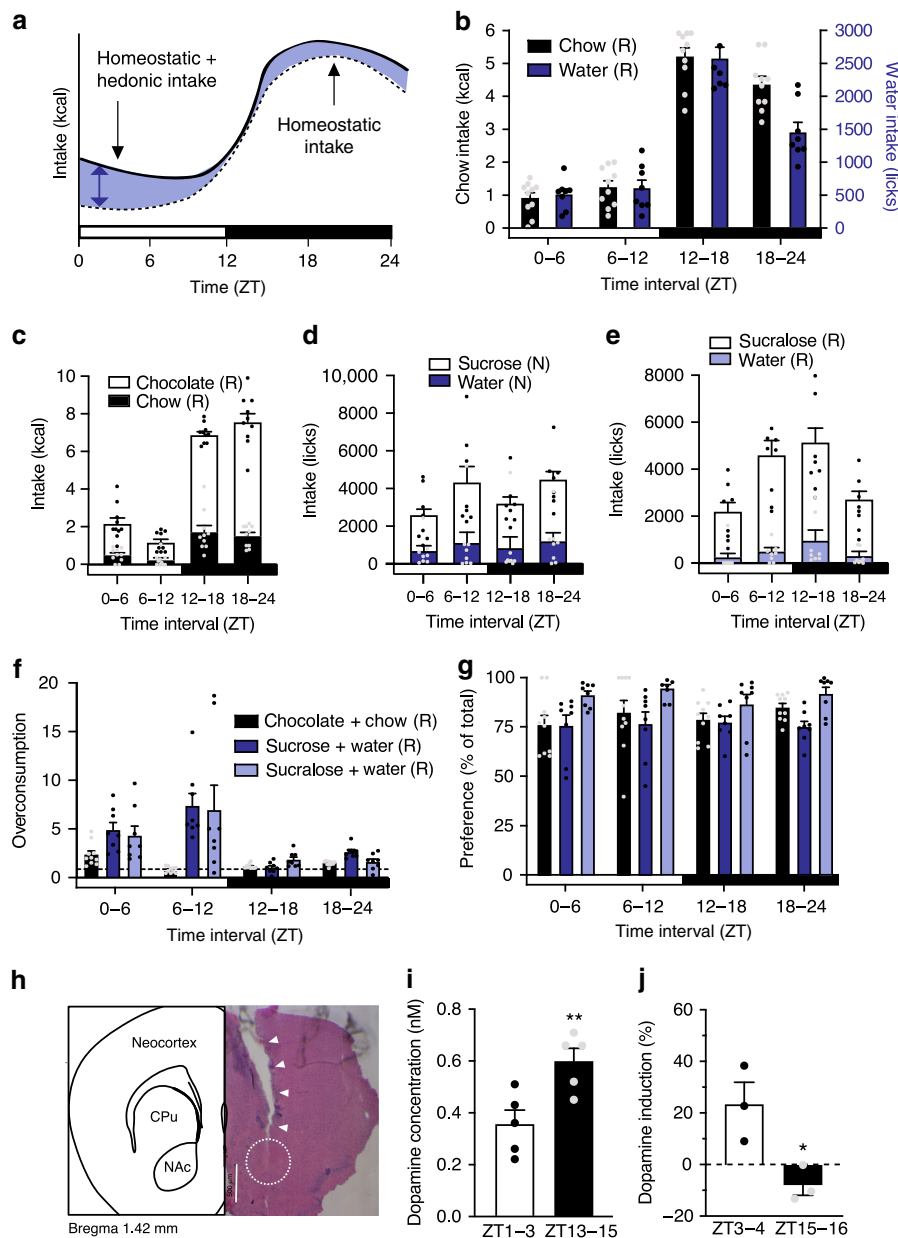 a
Intake (kcal)
Homeostatic +
hedonic intake
Homeostatic
intake
0 6 12 18 24
Time (ZT)
b
Chow intake (kcal)
6
5
4
3
2
1
0
Chow (R)
Water (R)
3000
2500
2000
1500
1000
500
0
Water intake (licks)
0–6 6–12 12–18 18–24
Time interval (ZT)
c
Intake (kcal)
10
8
6
4
2
0
Chocolate (R)
Chow (R)
0–6 6–12 12–18 18–24
Time interval (ZT)
d
Intake (licks)
10,000
8000
6000
4000
2000
0
Sucrose (N)
Water (N)
0–6 6–12 12–18 18–24
Time interval (ZT)
e
Intake (licks)
8000
6000
4000
2000
0
Sucralose (R)
Water (R)
0–6 6–12 12–18 18–24
Time interval (ZT)
f
Overconsumption
20
15
10
5
0
Chocolate + chow (R)
Sucrose + water (R)
Sucralose + water (R)
0–6 6–12 12–18 18–24
Time interval (ZT)
g
Preference (% of total)
100
75
50
25
0
0–6 6–12 12–18 18–24
Time interval (ZT)
h
Neocortex
CPu
NAc
500 µm
Bregma 1.42 mm
i
Dopamine concentration (nM)
0.8
0.6
0.4
0.2
0
**
ZT1–3 ZT13–15
j
Dopamine induction (%)
60
40
20
0
−20
*
ZT3–4 ZT15–16